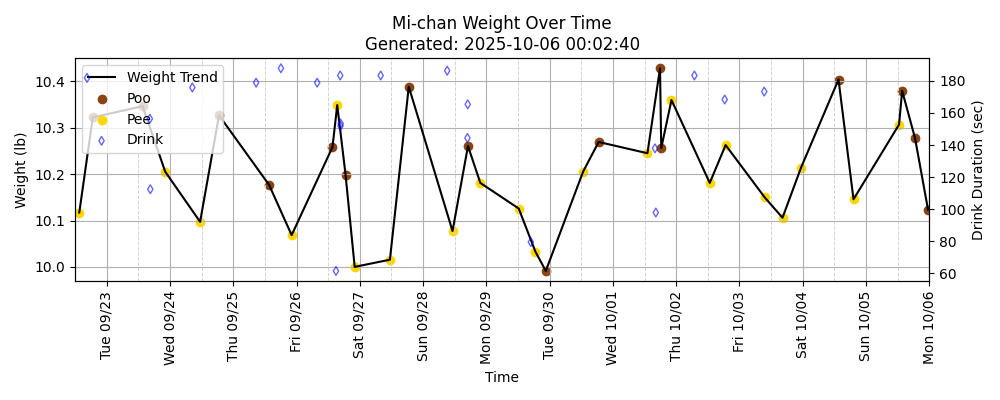 Mi-chan Weight Over Time
Generated: 2025-10-06 00:02:40
Weight (lb)
10.4
10.3
10.2
10.1
10.0
Weight Trend
Poo
Pee
Drink
180
160
140
120
100
80
60
Drink Duration (sec)
Tue 09/23
Wed 09/24
Thu 09/25
Fri 09/26
Sat 09/27
Sun 09/28
Mon 09/29
Tue 09/30
Wed 10/01
Thu 10/02
Fri 10/03
Sat 10/04
Sun 10/05
Mon 10/06
Time